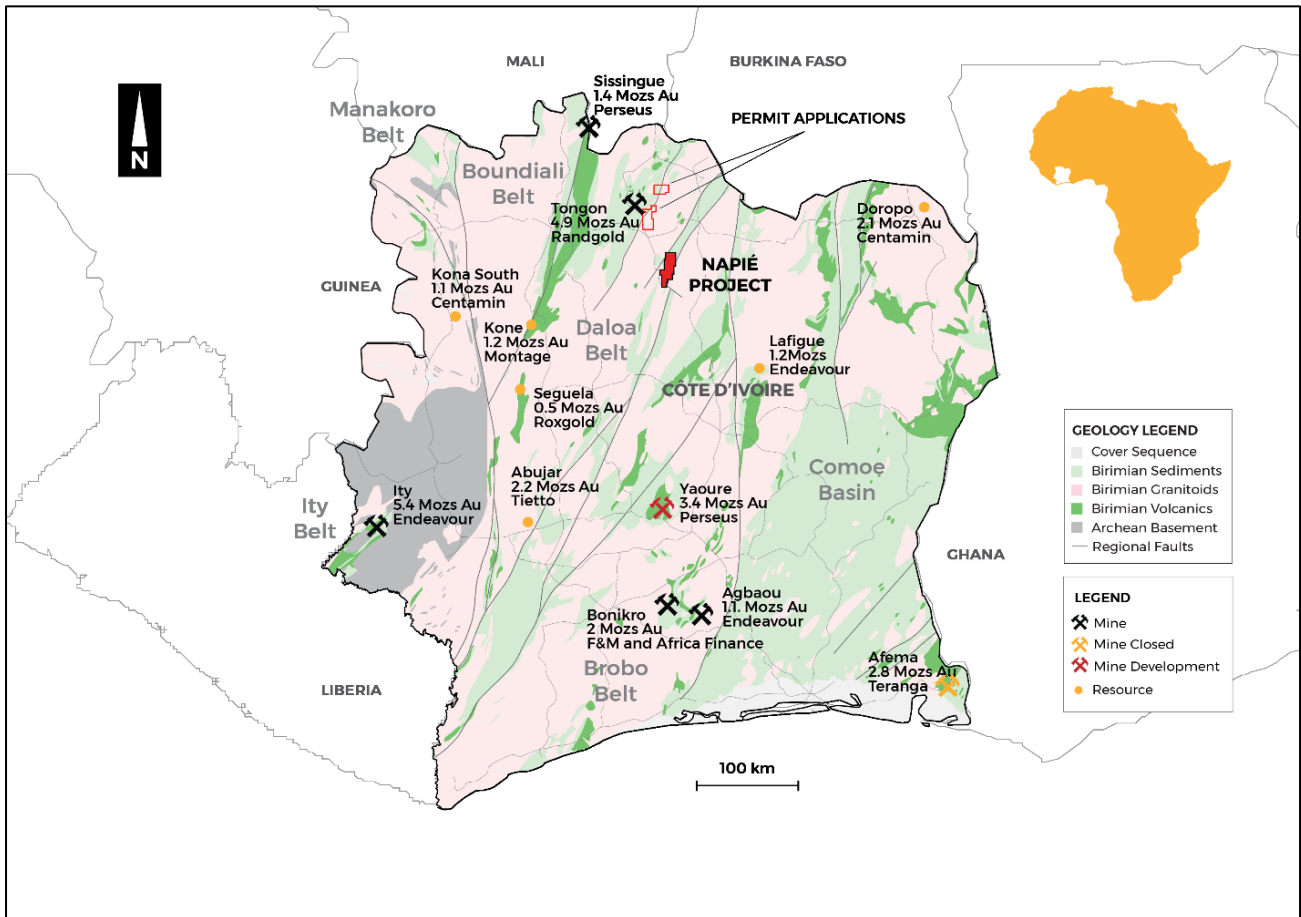 MALI
BURKINA FASO
Sissingue
1.4 Mozs Au
Perseus
Manakoro
Belt
PERMIT APPLICATIONS
N
Boundiali
Belt
Tongon
4.9 Mozs Au
Randgold
Doropo
2.1 Mozs Au
Centamin
NAPIÉ
PROJECT
Kona South
1.1 Mozs Au
Centamin
GUINEA
Kone
1.2 Mozs Au
Montage
Daloa
Belt
Lafigue
1.2Mozs
Endeavour
CÔTE D'IVOIRE
Seguela
0.5 Mozs Au
Roxgold
Comoe
Basin
Abujar
2.2 Mozs Au
Tietto
Ity
5.4 Mozs Au
Endeavour
Ity
Belt
Yaoure
3.4 Mozs Au
Perseus
GHANA
Agbaou
1.1. Mozs Au
Endeavour
Bonikro
2 Mozs Au
F&M and Africa Finance
Brobo
Belt
Afema
2.8 Mozs Au
Teranga
LIBERIA
100 km
GEOLOGY LEGEND
Cover Sequence
Birimian Sediments
Birimian Granitoids
Birimian Volcanics
Archean Basement
Regional Faults
LEGEND
Mine
Mine Closed
Mine Development
Resource